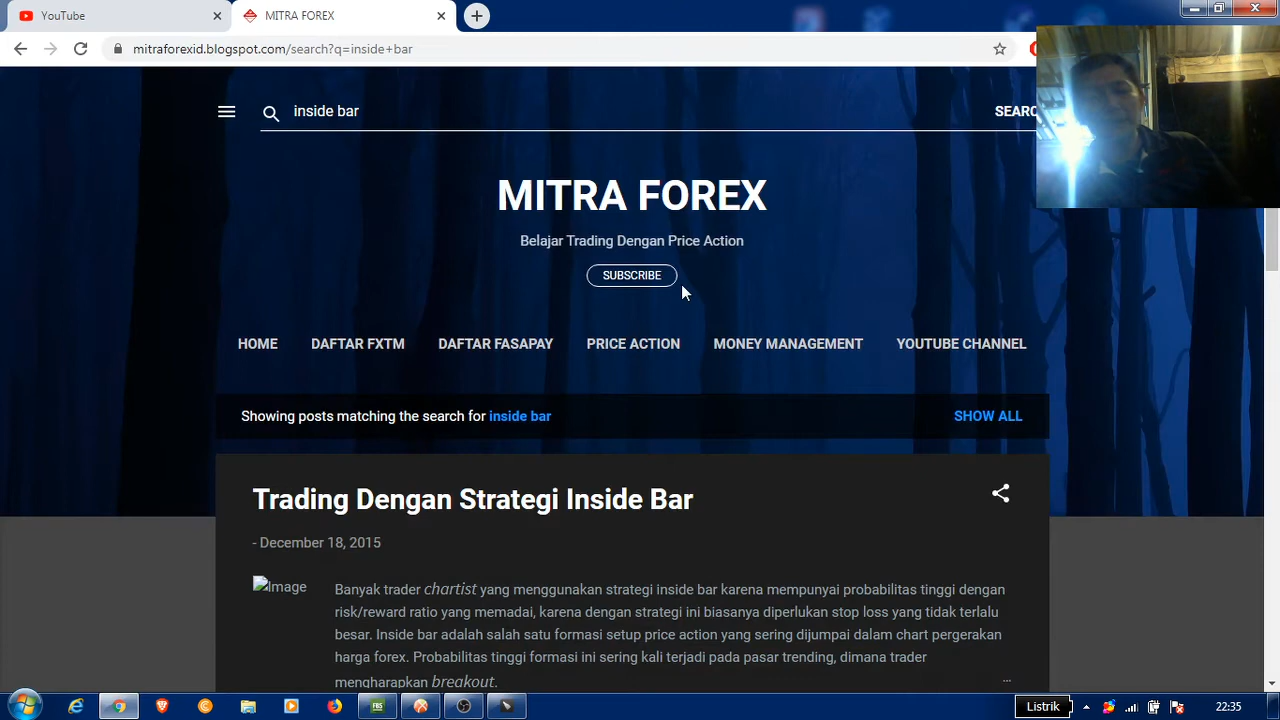 YouTube
MITRA FOREX
mitraforexid.blogspot.com/search?q=inside+bar
inside bar
SEARC
MITRA FOREX
Belajar Trading Dengan Price Action
SUBSCRIBE
HOME DAFTAR FXTM DAFTAR FASAPAY PRICE ACTION MONEY MANAGEMENT YOUTUBE CHANNEL
Showing posts matching the search for inside bar
SHOW ALL
Trading Dengan Strategi Inside Bar
- December 18, 2015
Image
Banyak trader chartist yang menggunakan strategi inside bar karena mempunyai probabilitas tinggi dengan
risk/reward ratio yang memadai, karena dengan strategi ini biasanya diperlukan stop loss yang tidak terlalu
besar. Inside bar adalah salah satu formasi setup price action yang sering dijumpai dalam chart pergerakan
harga forex. Probabilitas tinggi formasi ini sering kali terjadi pada pasar trending, dimana trader
mengharapkan breakout.
...
FBS
Listrik
22:35